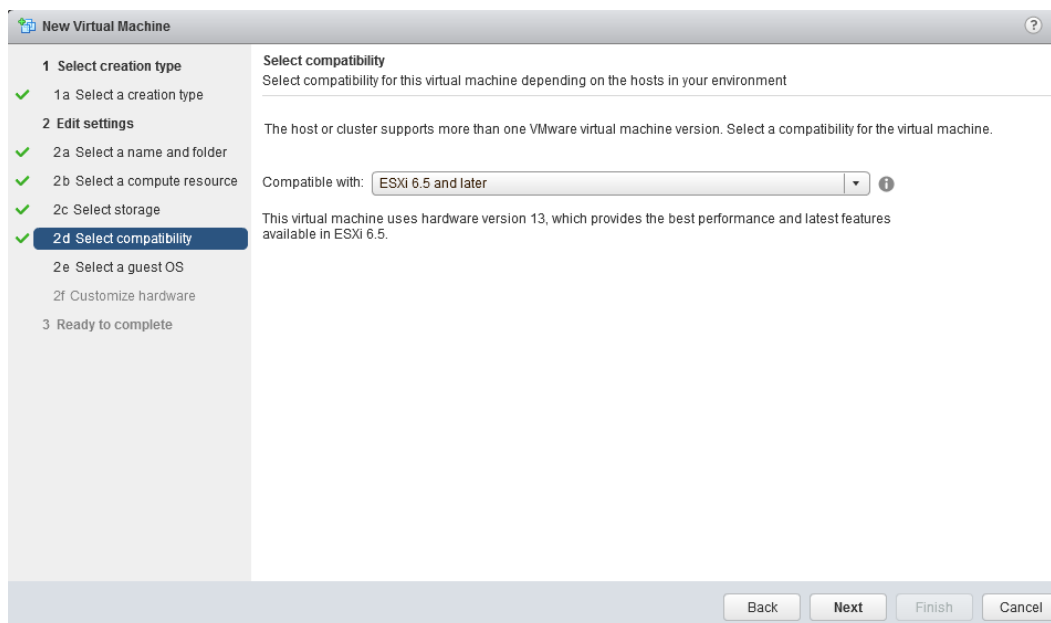 New Virtual Machine
?
1 Select creation type
1a Select a creation type
2 Edit settings
2a Select a name and folder
2b Select a compute resource
2c Select storage
2d Select compatibility
2e Select a guest OS
2f Customize hardware
3 Ready to complete
Select compatibility
Select compatibility for this virtual machine depending on the hosts in your environment
The host or cluster supports more than one VMware virtual machine version. Select a compatibility for the virtual machine.
Compatible with: ESXi 6.5 and later
This virtual machine uses hardware version 13, which provides the best performance and latest features
available in ESXi 6.5.
Back Next Finish Cancel